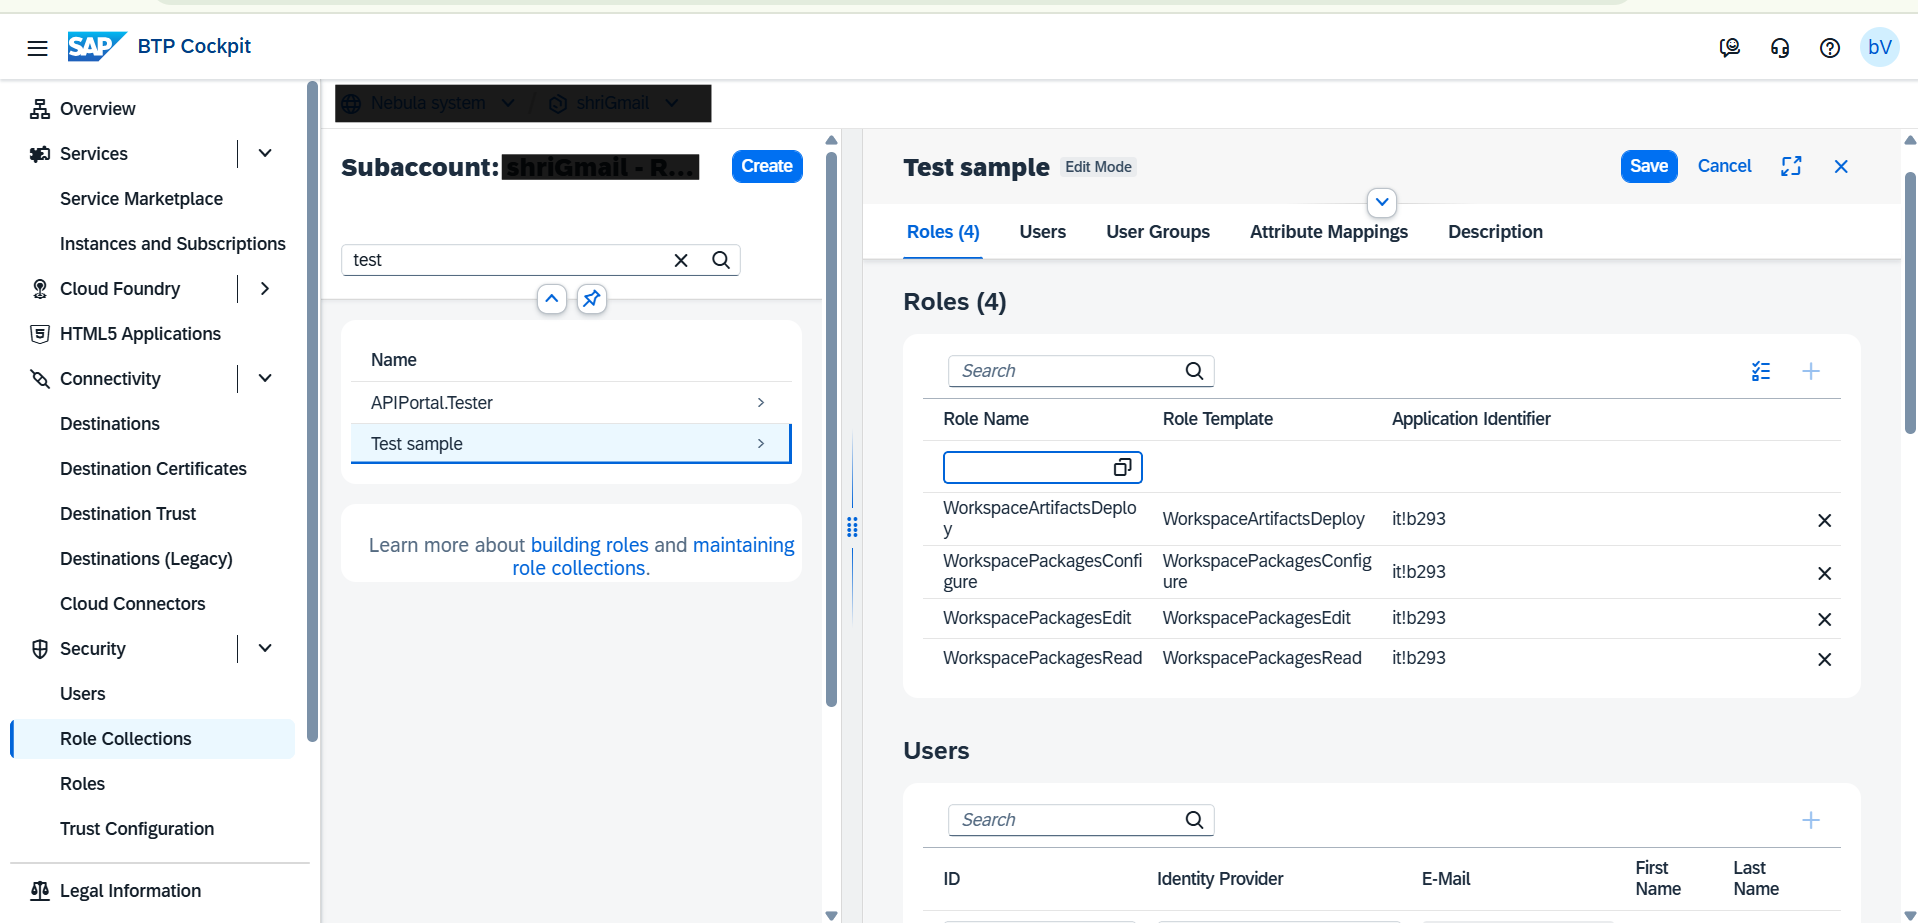 SAP BTP Cockpit
bV
Nebula system / shriGmail
Overview
Services
Service Marketplace
Instances and Subscriptions
Cloud Foundry
HTML5 Applications
Connectivity
Destinations
Destination Certificates
Destination Trust
Destinations (Legacy)
Cloud Connectors
Security
Users
Role Collections
Roles
Trust Configuration
Legal Information
Subaccount: shriGmail - R...
Create
test
Name
APIPortal.Tester
Test sample
Learn more about building roles and maintaining
role collections.
Test sample Edit Mode
Save Cancel
Roles (4) Users User Groups Attribute Mappings Description
Roles (4)
Search
Role Name Role Template Application Identifier
WorkspaceArtifactsDeplo
y
WorkspaceArtifactsDeploy it!b293
WorkspacePackagesConfi
gure
WorkspacePackagesConfig
ure
it!b293
WorkspacePackagesEdit WorkspacePackagesEdit it!b293
WorkspacePackagesRead WorkspacePackagesRead it!b293
Users
Search
ID Identity Provider E-Mail First
Name
Last
Name